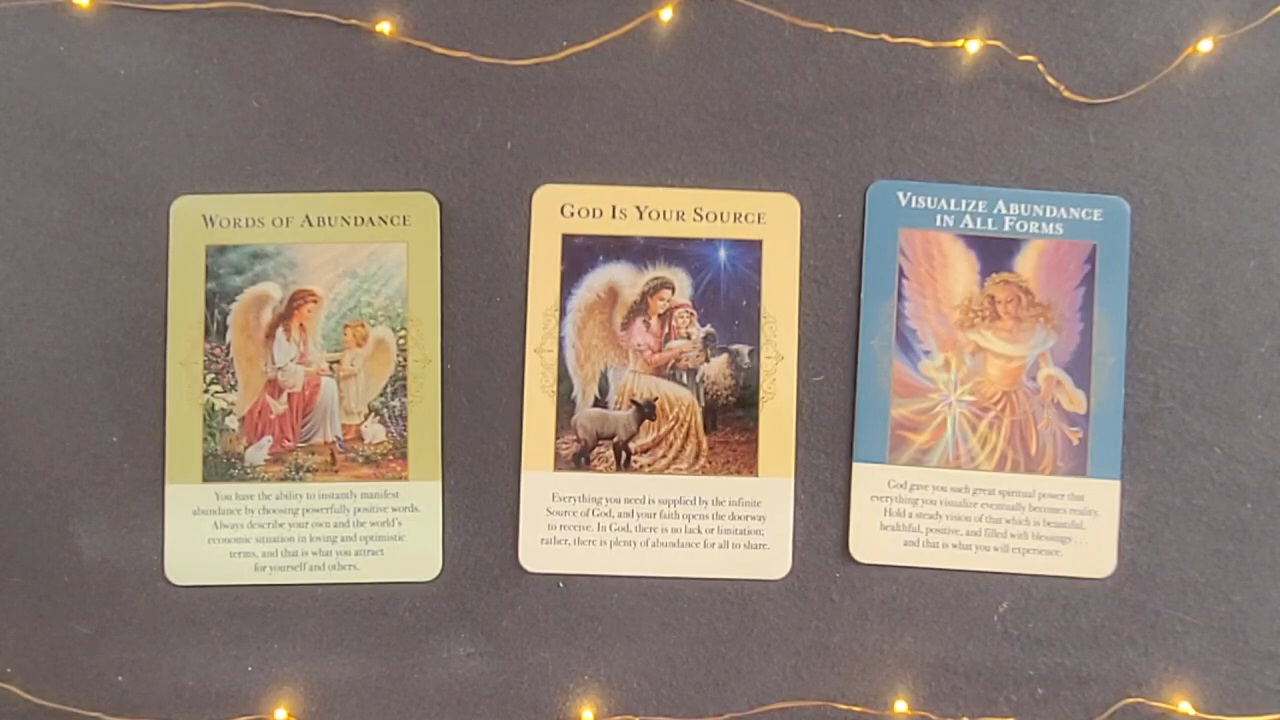 WORDS OF ABUNDANCE
You have the ability to instantly manifest
abundance by choosing powerfully positive words.
Always describe your own and the world's
economic situation in loving and optimistic
terms, and that is what you attract
for yourself and others.
GOD IS YOUR SOURCE
Everything you need is supplied by the infinite
Source of God, and your faith opens the doorway
to receive. In God, there is no lack or limitation;
rather, there is plenty of abundance for all to share.
VISUALIZE ABUNDANCE
IN ALL FORMS
God gave you such great spiritual power that
everything you visualize eventually becomes reality.
Hold a steady vision of that which is beautiful,
healthful, positive, and filled with blessings . . .
and that is what you will experience.